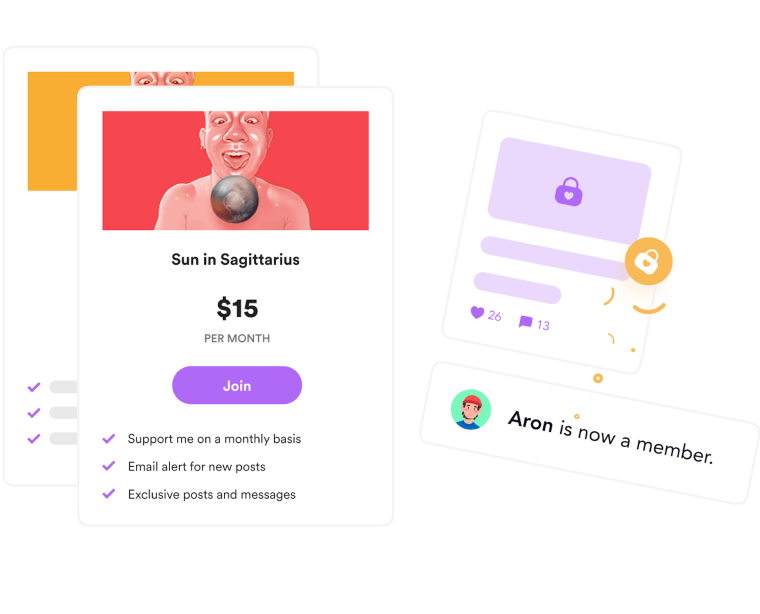 Sun in Sagittarius
$15
PER MONTH
Join
Support me on a monthly basis
Email alert for new posts
Exclusive posts and messages
26
13
Aron is now a member.